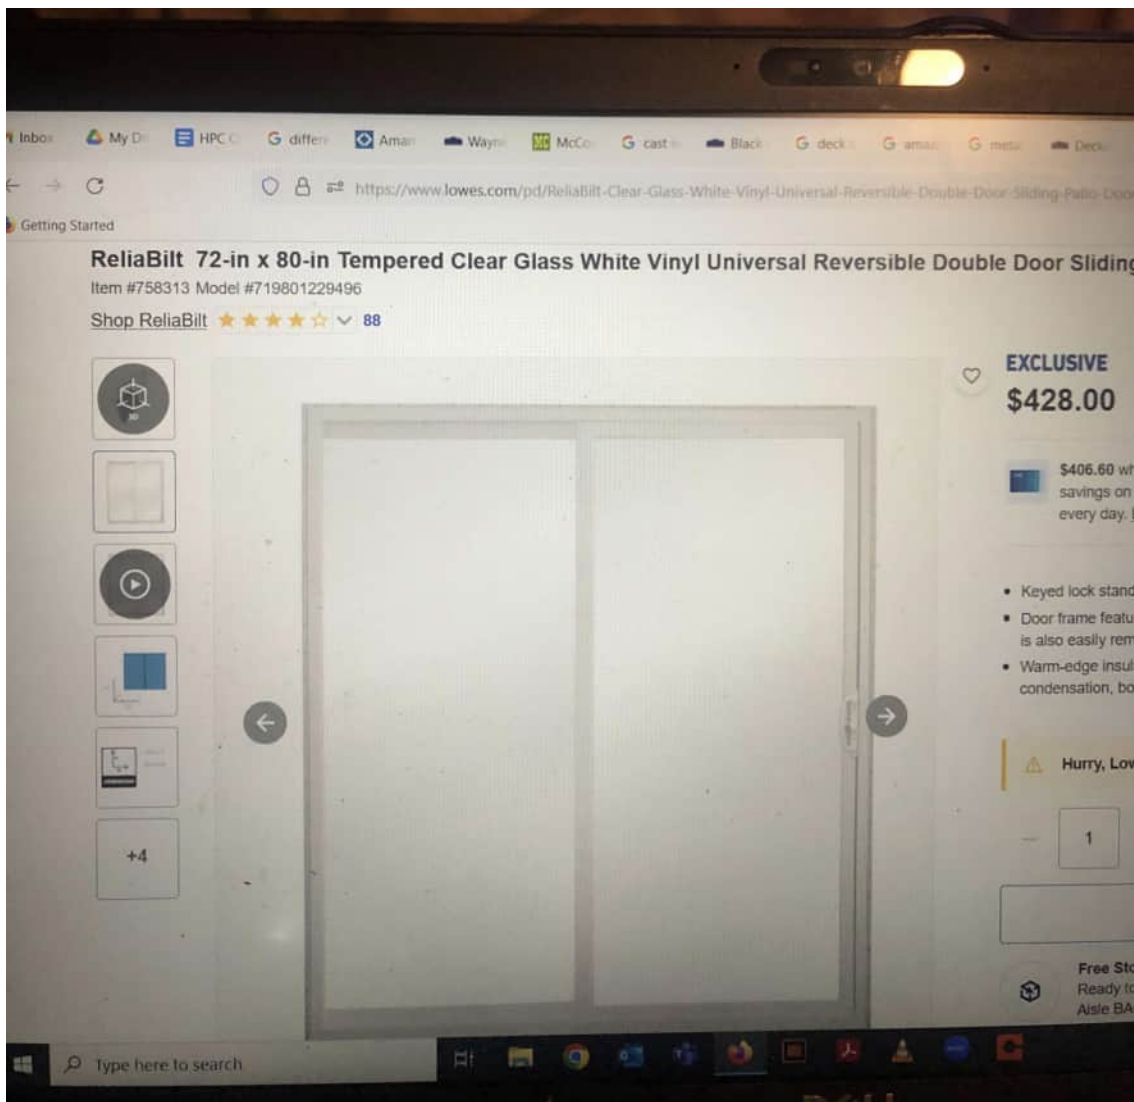 Inbox
My D
HPC C
differe
Aman
Wayne
McCo
cast
Black
deck
amaz
meta
Deck
https://www.lowes.com/pd/ReliaBilt-Clear-Glass-White-Vinyl-Universal-Reversible-Double-Door-Sliding-Patio-Door
Getting Started
ReliaBilt 72-in x 80-in Tempered Clear Glass White Vinyl Universal Reversible Double Door Sliding
Item #758313 Model #719801229496
Shop ReliaBilt 88
EXCLUSIVE
$428.00
$406.60 wh
savings on
every day.
Keyed lock stand
Door frame featu
is also easily rem
Warm-edge insul
condensation, bo
Hurry, Low
1
3D
+4
Free Sto
Ready to
Aisle BA
Type here to search